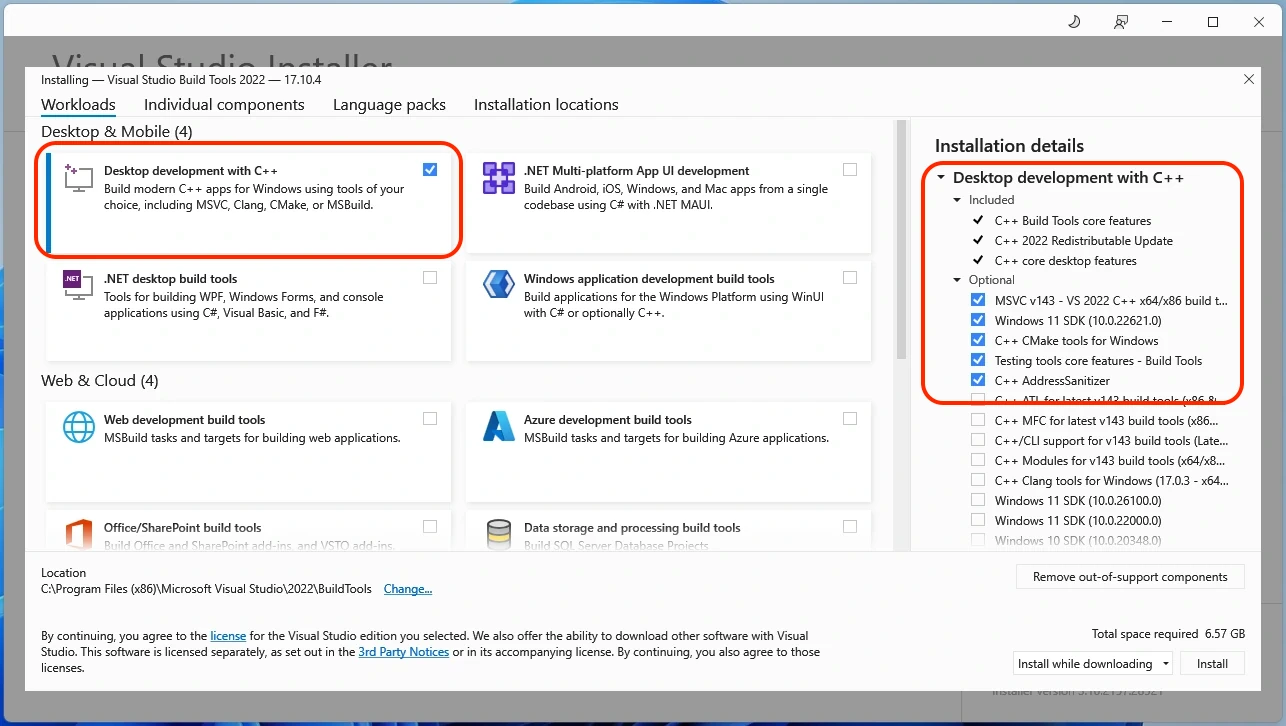 Visual Studio Installer
Installing — Visual Studio Build Tools 2022 — 17.10.4
Workloads
Individual components
Language packs
Installation locations
Desktop & Mobile (4)
Desktop development with C++
Build modern C++ apps for Windows using tools of your
choice, including MSVC, Clang, CMake, or MSBuild.
.NET Multi-platform App UI development
Build Android, iOS, Windows, and Mac apps from a single
codebase using C# with .NET MAUI.
.NET
.NET desktop build tools
Tools for building WPF, Windows Forms, and console
applications using C#, Visual Basic, and F#.
Windows application development build tools
Build applications for the Windows Platform using WinUI
with C# or optionally C++.
Web & Cloud (4)
Web development build tools
MSBuild tasks and targets for building web applications.
Azure development build tools
MSBuild tasks and targets for building Azure applications.
Office/SharePoint build tools
Build Office and SharePoint add-ins, and VSTO add-ins.
Data storage and processing build tools
Build SQL Server Database Projects
Installation details
Desktop development with C++
Included
C++ Build Tools core features
C++ 2022 Redistributable Update
C++ core desktop features
Optional
MSVC v143 - VS 2022 C++ x64/x86 build t...
Windows 11 SDK (10.0.22621.0)
C++ CMake tools for Windows
Testing tools core features - Build Tools
C++ AddressSanitizer
C++ ATL for latest v143 build tools (x86 &
C++ MFC for latest v143 build tools (x86...
C++/CLI support for v143 build tools (Late...
C++ Modules for v143 build tools (x64/x8...
C++ Clang tools for Windows (17.0.3 - x64...
Windows 11 SDK (10.0.26100.0)
Windows 11 SDK (10.0.22000.0)
Windows 10 SDK (10.0.20348.0)
Location
C:\Program Files (x86)\Microsoft Visual Studio\2022\BuildTools Change...
Remove out-of-support components
By continuing, you agree to the license for the Visual Studio edition you selected. We also offer the ability to download other software with Visual
Studio. This software is licensed separately, as set out in the 3rd Party Notices or in its accompanying license. By continuing, you also agree to those
licenses.
Total space required 6.57 GB
Install while downloading
Install